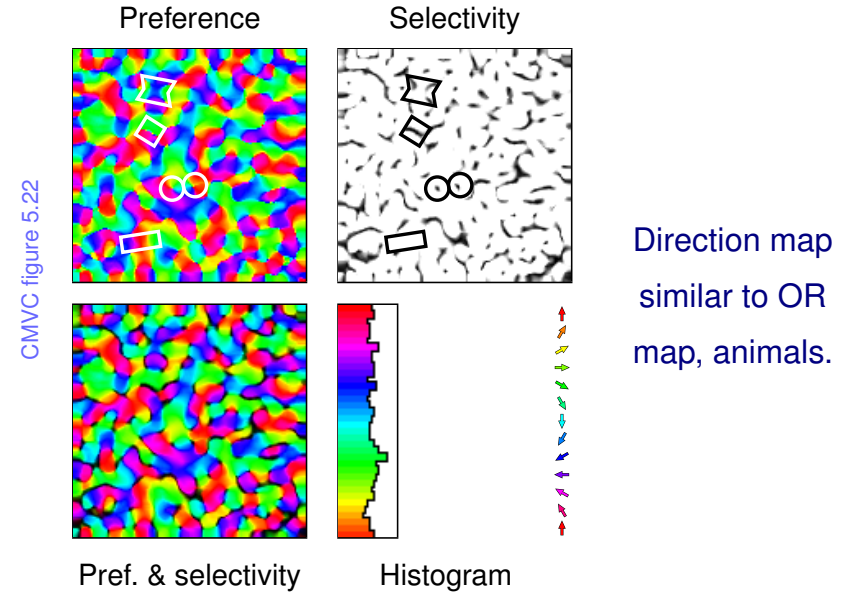 Preference
Selectivity
CMVC figure 5.22
Direction map
similar to OR
map, animals.
Pref. & selectivity
Histogram